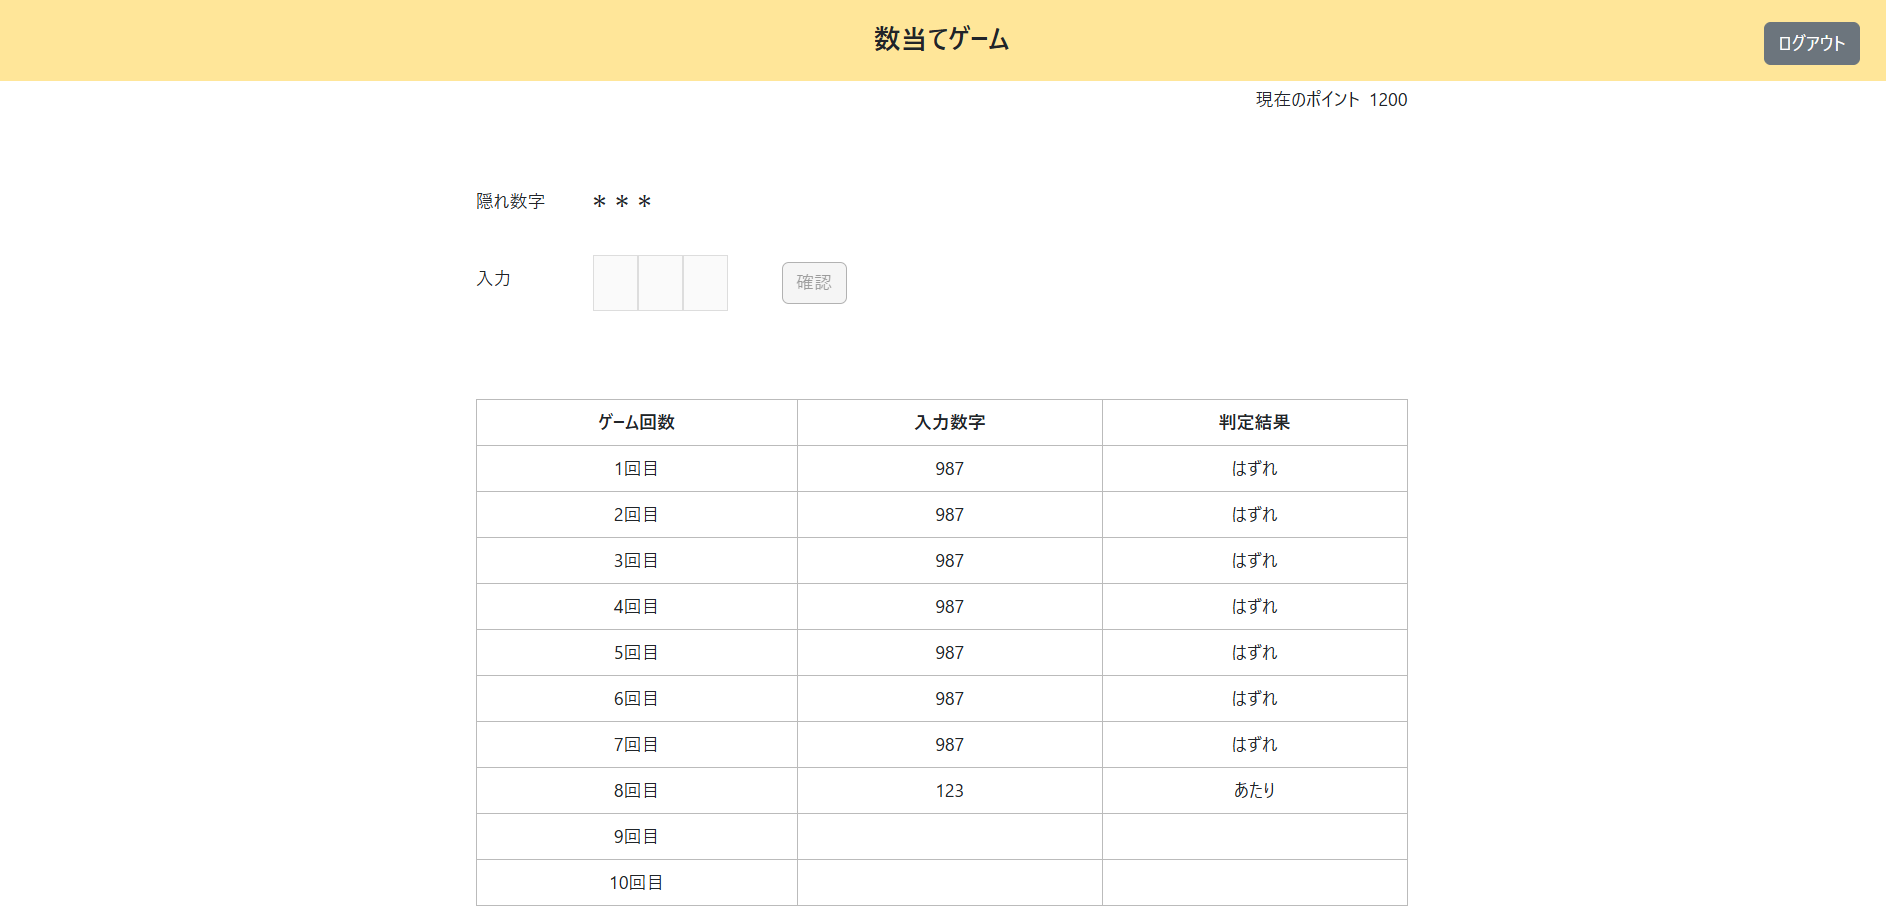 数当てゲーム
ログアウト
現在のポイント 1200
隠れ数字 ＊＊＊
入力 確認
ゲーム回数 入力数字 判定結果
1回目 987 はずれ
2回目 987 はずれ
3回目 987 はずれ
4回目 987 はずれ
5回目 987 はずれ
6回目 987 はずれ
7回目 987 はずれ
8回目 123 あたり
9回目
10回目